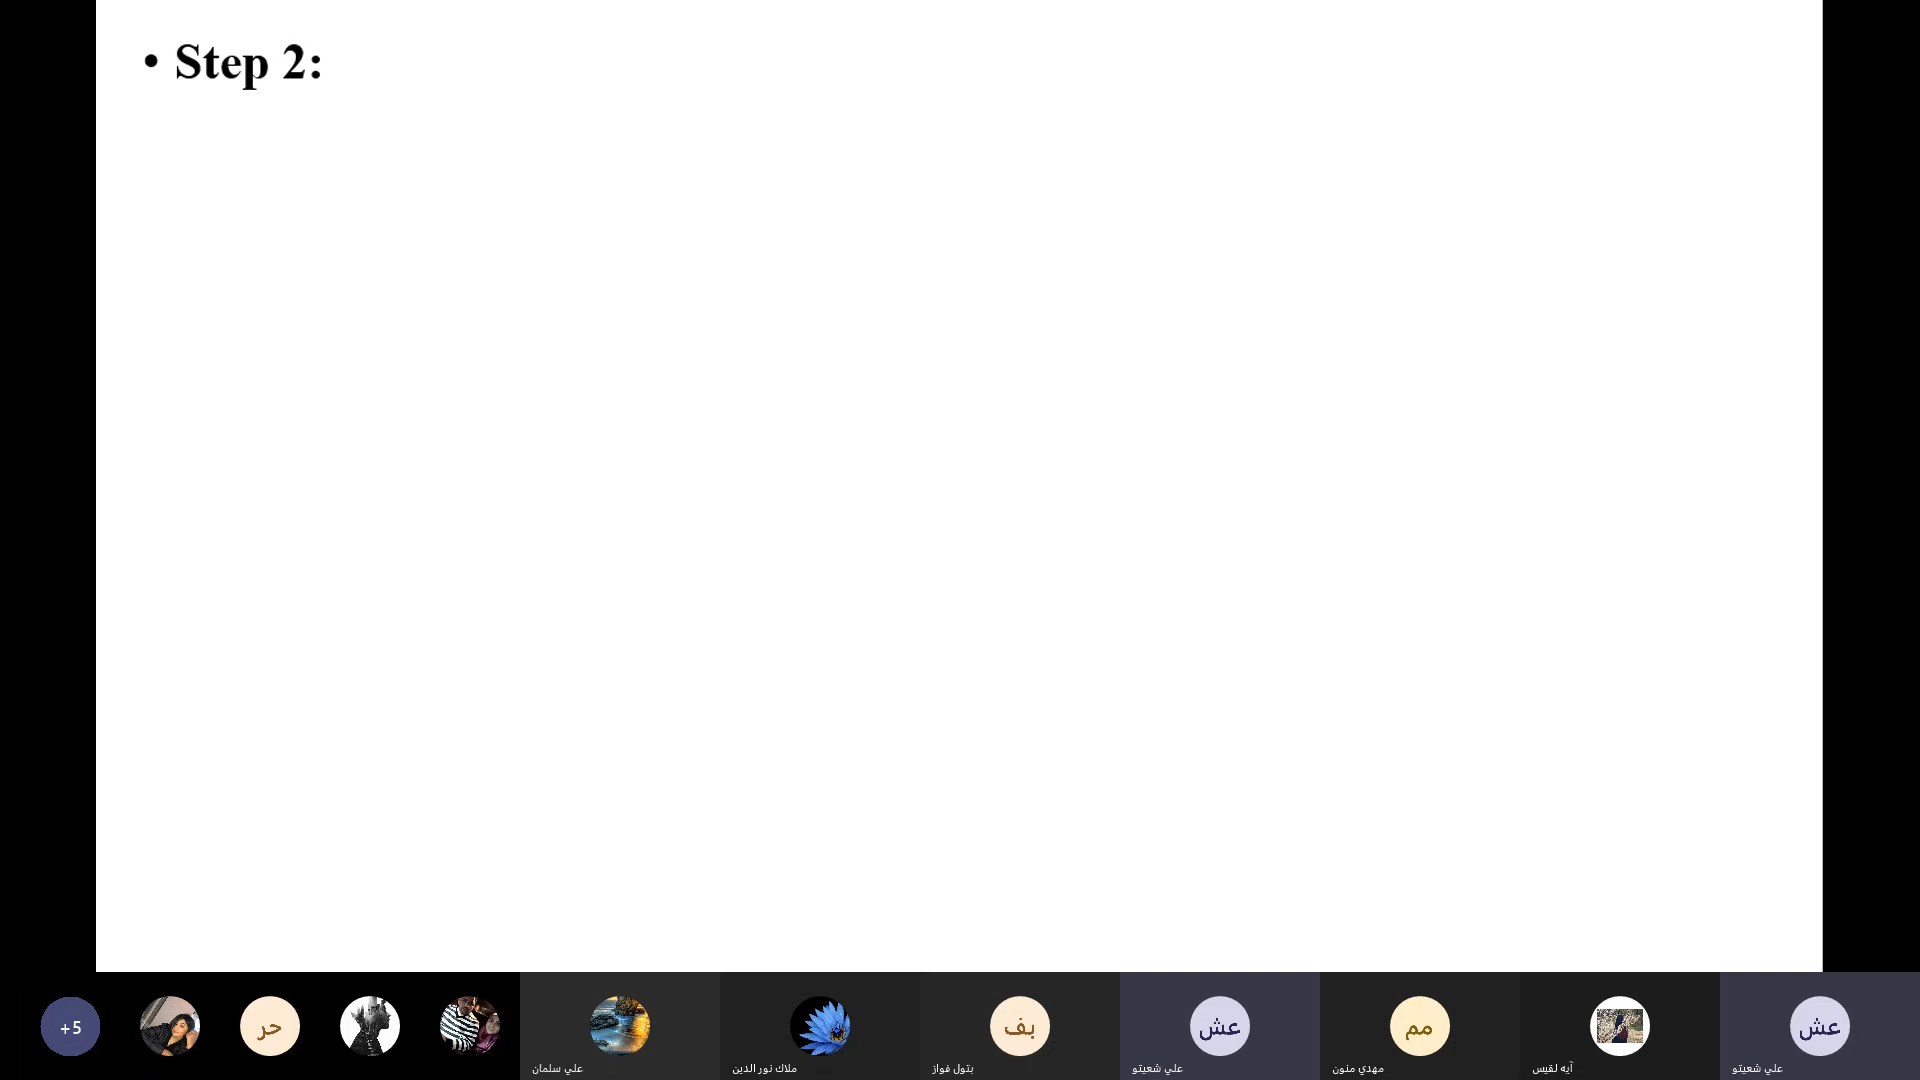 • Step 2:
+5
حر
بف
عش
مم
عش
علي سلمان
ملاك نور الدين
بتول فواز
علي شعيتو
مهدي منون
آيه لقيس
علي شعيتو